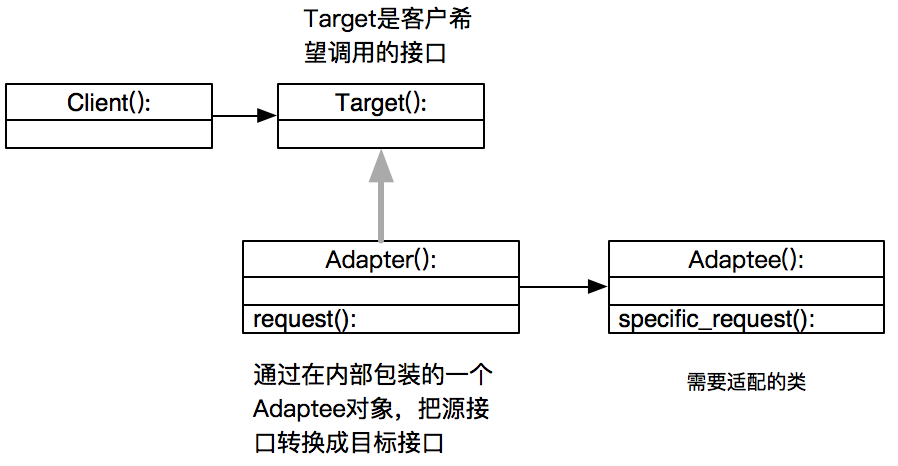 Target是客户希
望调用的接口
Client():
Target():
Adapter():
request():
Adaptee():
specific_request():
通过在内部包装的一个
Adaptee对象，把源接
口转换成目标接口
需要适配的类